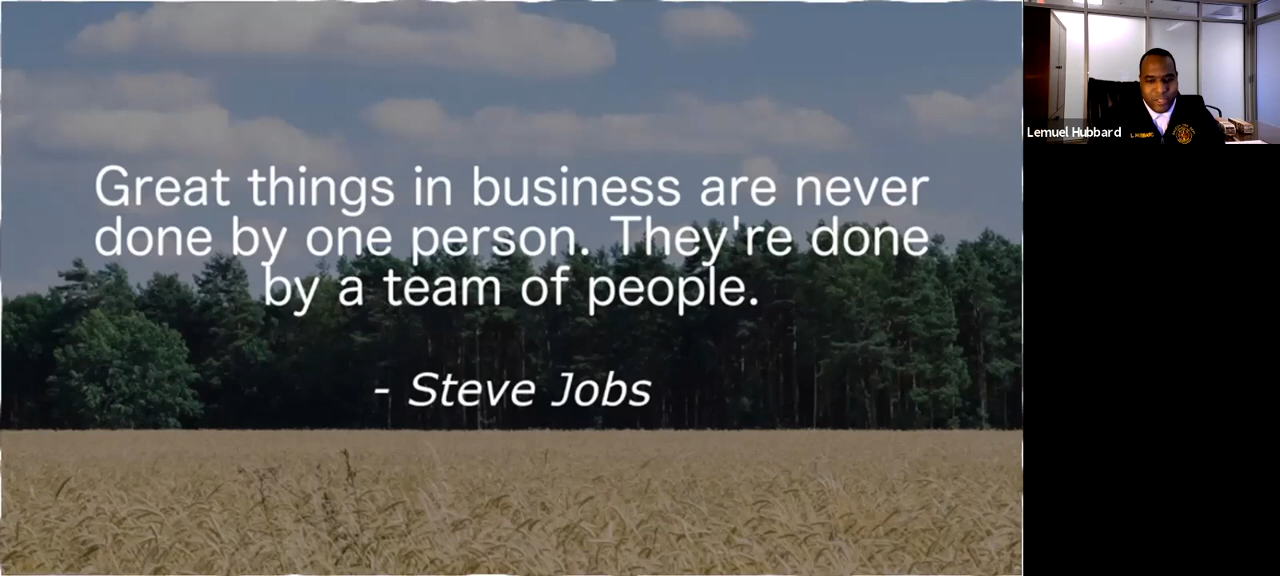 Great things in business are never
done by one person. They're done
by a team of people.
- Steve Jobs
Lemuel Hubbard
L. HUBBARD